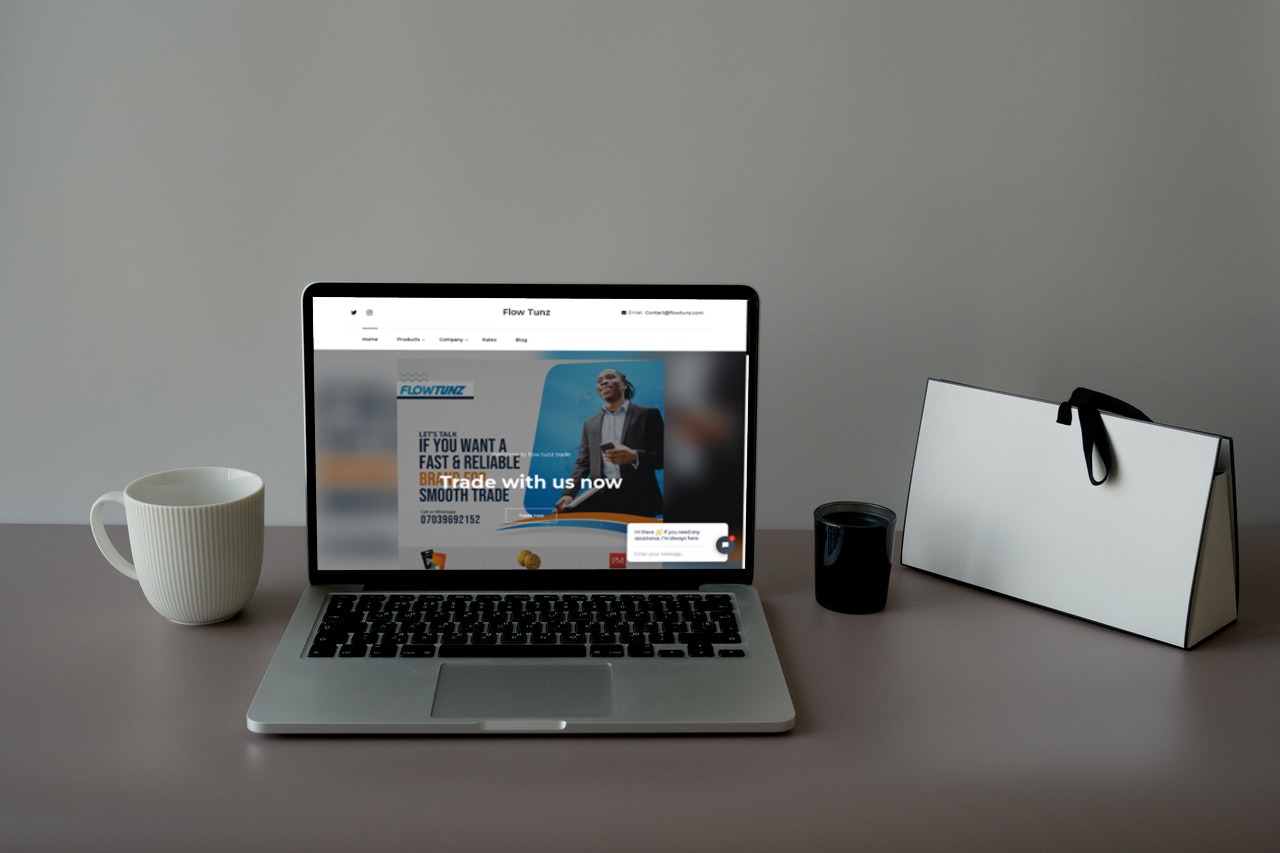 Flow Tunz
Email Contact@flowtunz.com
Home Products Company Rates Blog
FLOWTUNZ
LET'S TALK
IF YOU WANT A
FAST & RELIABLE
BRAND FOR
SMOOTH TRADE
to flow tunz trade
Trade with us now
Call or Whatsapp
07039692152
Trade now
Hi there 👋 If you need any
assistance, I'm always here.
Enter your message...